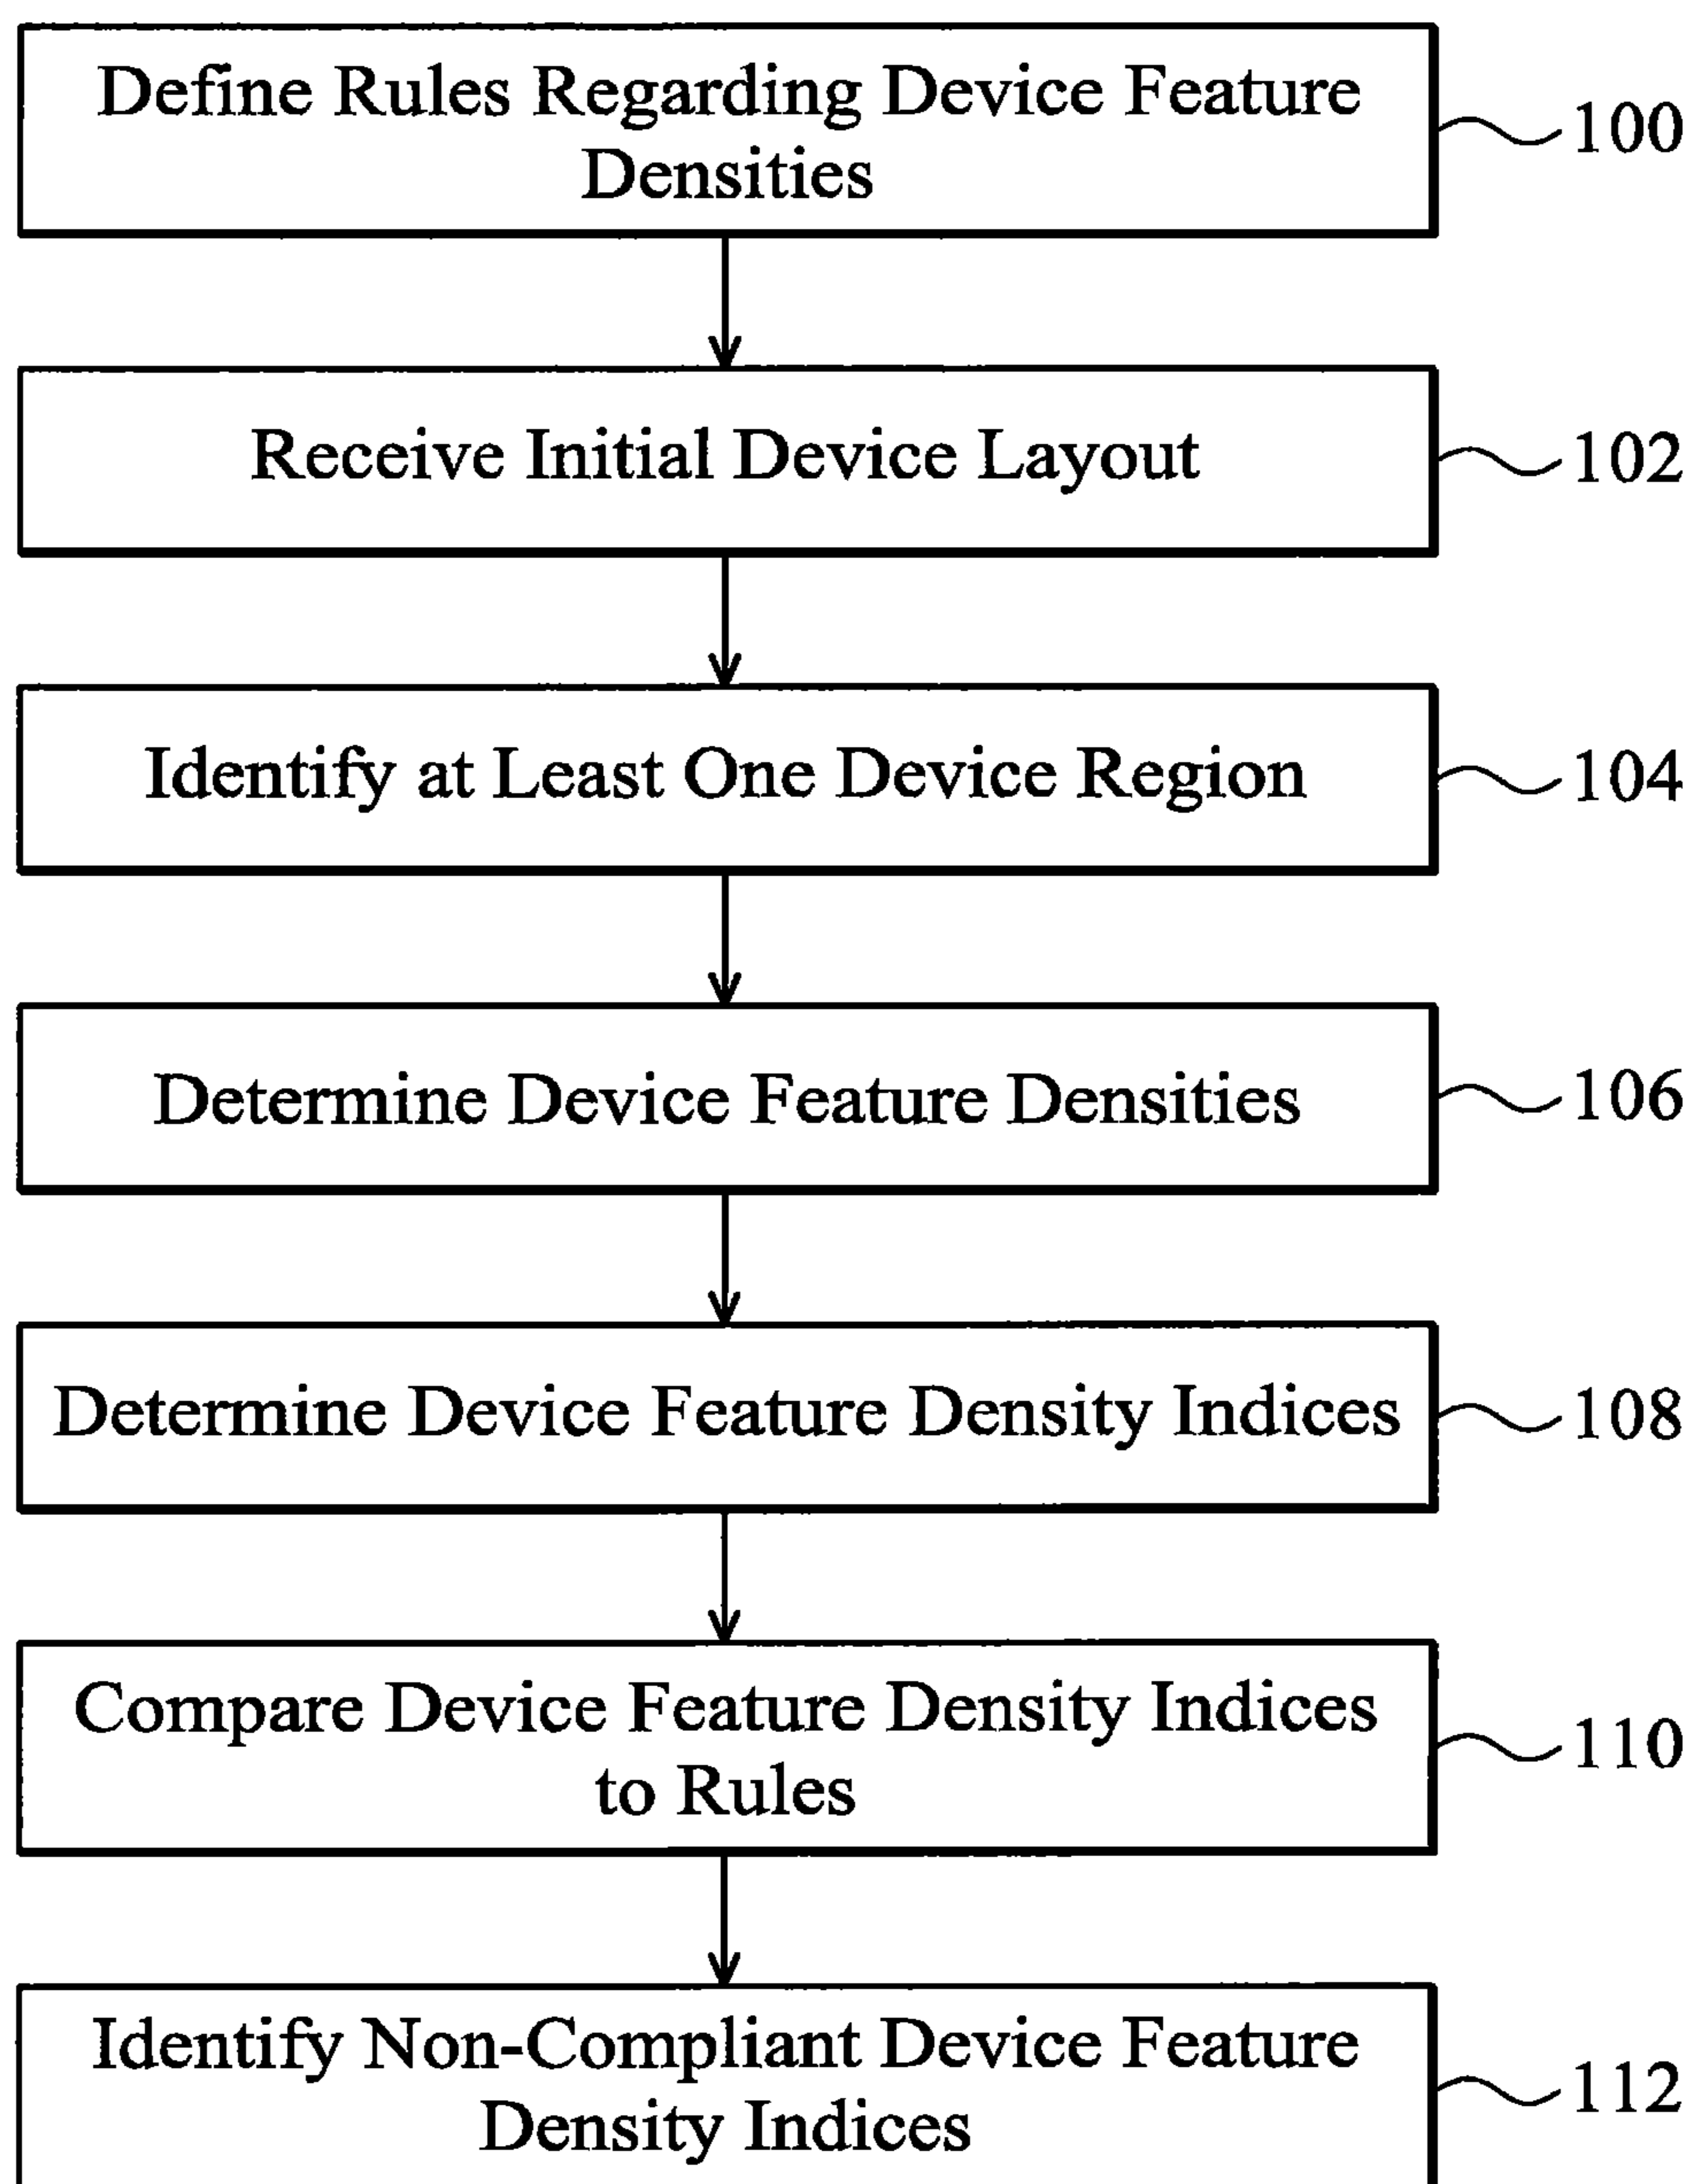 Define Rules Regarding Device Feature
Densities
100
Receive Initial Device Layout
102
Identify at Least One Device Region
104
Determine Device Feature Densities
106
Determine Device Feature Density Indices
108
Compare Device Feature Density Indices
to Rules
110
Identify Non-Compliant Device Feature
Density Indices
112